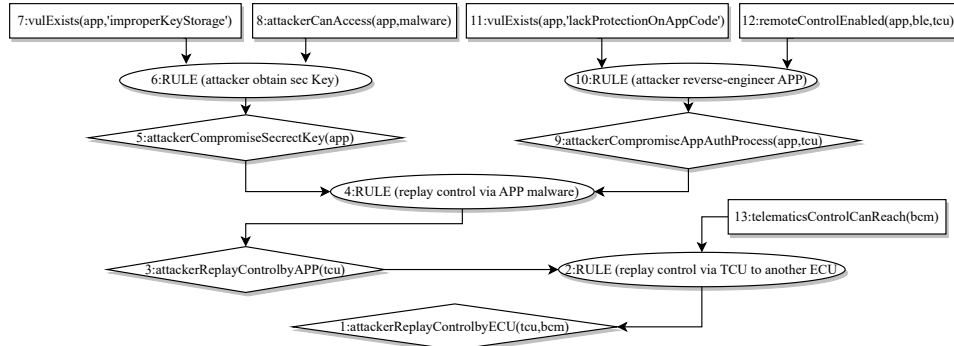 7:vulExists(app,'improperKeyStorage')
8:attackerCanAccess(app,malware)
11:vulExists(app,'lackProtectionOnAppCode')
12:remoteControlEnabled(app,ble,tcu)
6:RULE (attacker obtain sec Key)
10:RULE (attacker reverse-engineer APP)
5:attackerCompromiseSecrectKey(app)
9:attackerCompromiseAppAuthProcess(app,tcu)
4:RULE (replay control via APP malware)
13:telematicsControlCanReach(bcm)
3:attackerReplayControlbyAPP(tcu)
2:RULE (replay control via TCU to another ECU
1:attackerReplayControlbyECU(tcu,bcm)